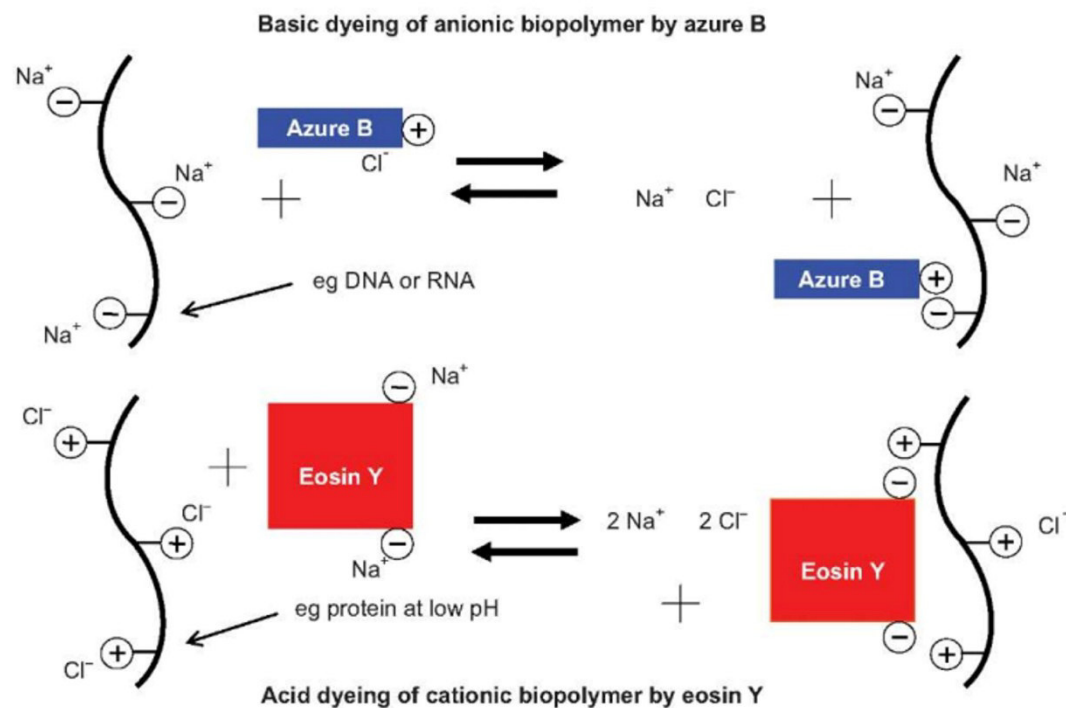 Basic dyeing of anionic biopolymer by azure B
Na⁺
−
Azure B
+
Cl⁻
Na⁺
−
+
Na⁺ Cl⁻
+
Na⁺
−
Na⁺
−
Azure B
+
−
eg DNA or RNA
Na⁺
−
Cl⁻
+
+
−
Na⁺
Eosin Y
−
Na⁺
Cl⁻
+
2 Na⁺ 2 Cl⁻
+
+
−
Eosin Y
−
Cl⁻
+
+
eg protein at low pH
Cl⁻
+
Acid dyeing of cationic biopolymer by eosin Y